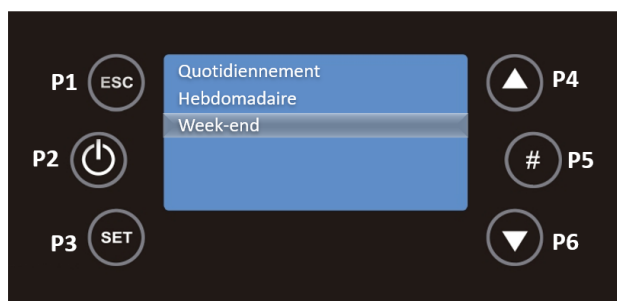 P1 ESC
P2
P3 SET
Quotidiennement
Hebdomadaire
Week-end
P4
# P5
P6